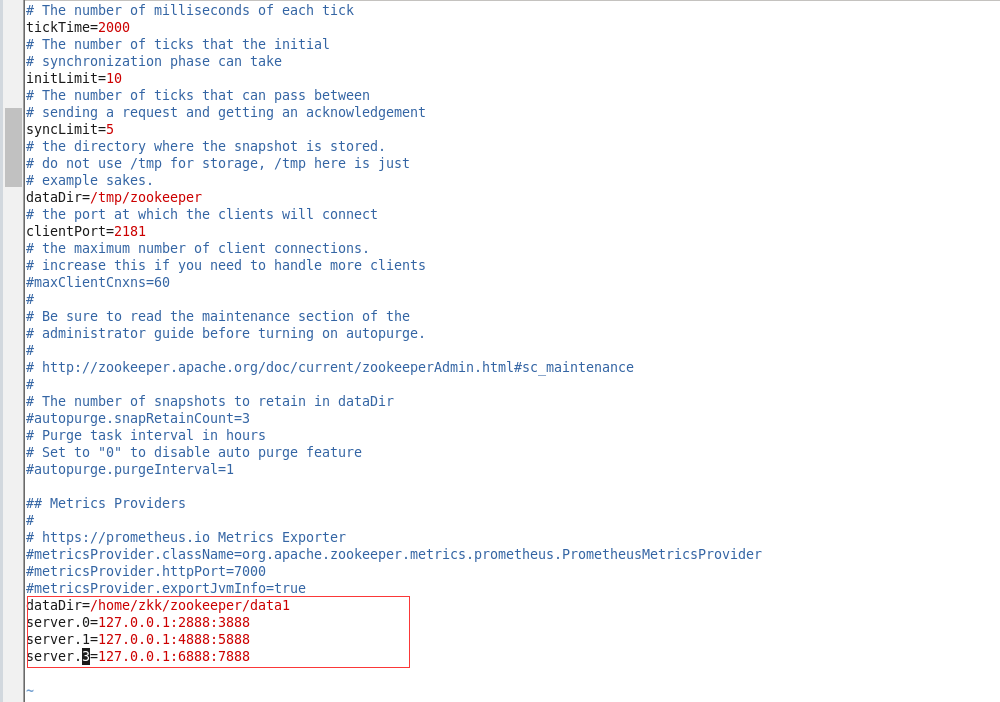 # The number of milliseconds of each tick
tickTime=2000
# The number of ticks that the initial
# synchronization phase can take
initLimit=10
# The number of ticks that can pass between
# sending a request and getting an acknowledgement
syncLimit=5
# the directory where the snapshot is stored.
# do not use /tmp for storage, /tmp here is just
# example sakes.
dataDir=/tmp/zookeeper
# the port at which the clients will connect
clientPort=2181
# the maximum number of client connections.
# increase this if you need to handle more clients
#maxClientCnxns=60
#
# Be sure to read the maintenance section of the
# administrator guide before turning on autopurge.
#
# http://zookeeper.apache.org/doc/current/zookeeperAdmin.html#sc_maintenance
#
# The number of snapshots to retain in dataDir
#autopurge.snapRetainCount=3
# Purge task interval in hours
# Set to "0" to disable auto purge feature
#autopurge.purgeInterval=1

## Metrics Providers
#
# https://prometheus.io Metrics Exporter
#metricsProvider.className=org.apache.zookeeper.metrics.prometheus.PrometheusMetricsProvider
#metricsProvider.httpPort=7000
#metricsProvider.exportJvmInfo=true
dataDir=/home/zkk/zookeeper/data1
server.0=127.0.0.1:2888:3888
server.1=127.0.0.1:4888:5888
server.3=127.0.0.1:6888:7888

~